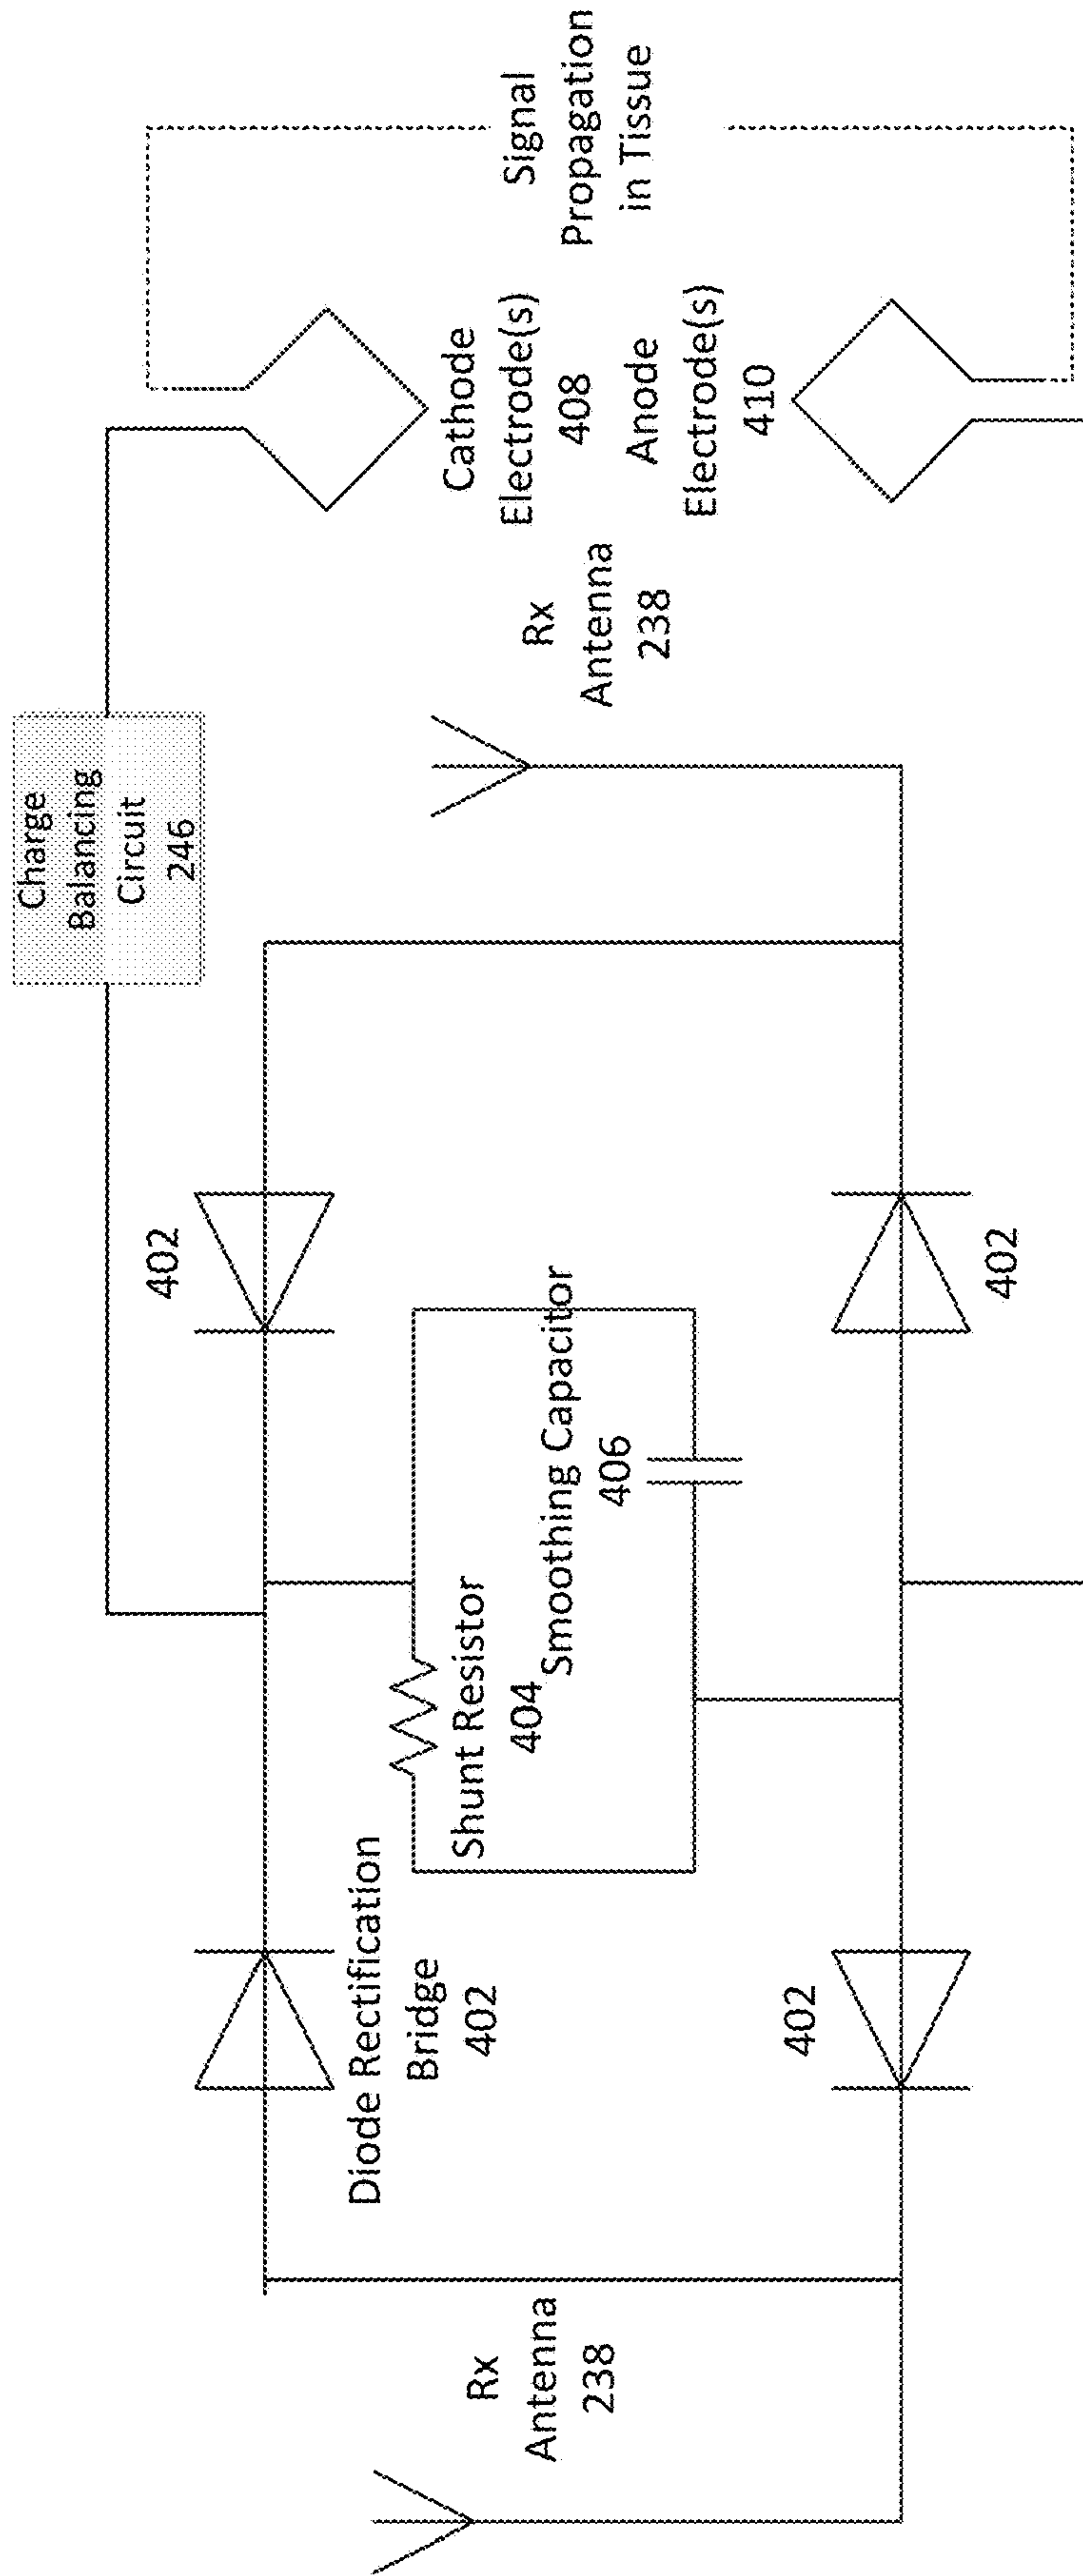 Charge
Balancing
Circuit
246
402
Diode Rectification
Bridge
402
Shunt Resistor
404
Smoothing Capacitor
406
402
402
Rx
Antenna
238
Rx
Antenna
238
Cathode
Electrode(s)
408
Anode
Electrode(s)
410
Signal
Propagation
in Tissue